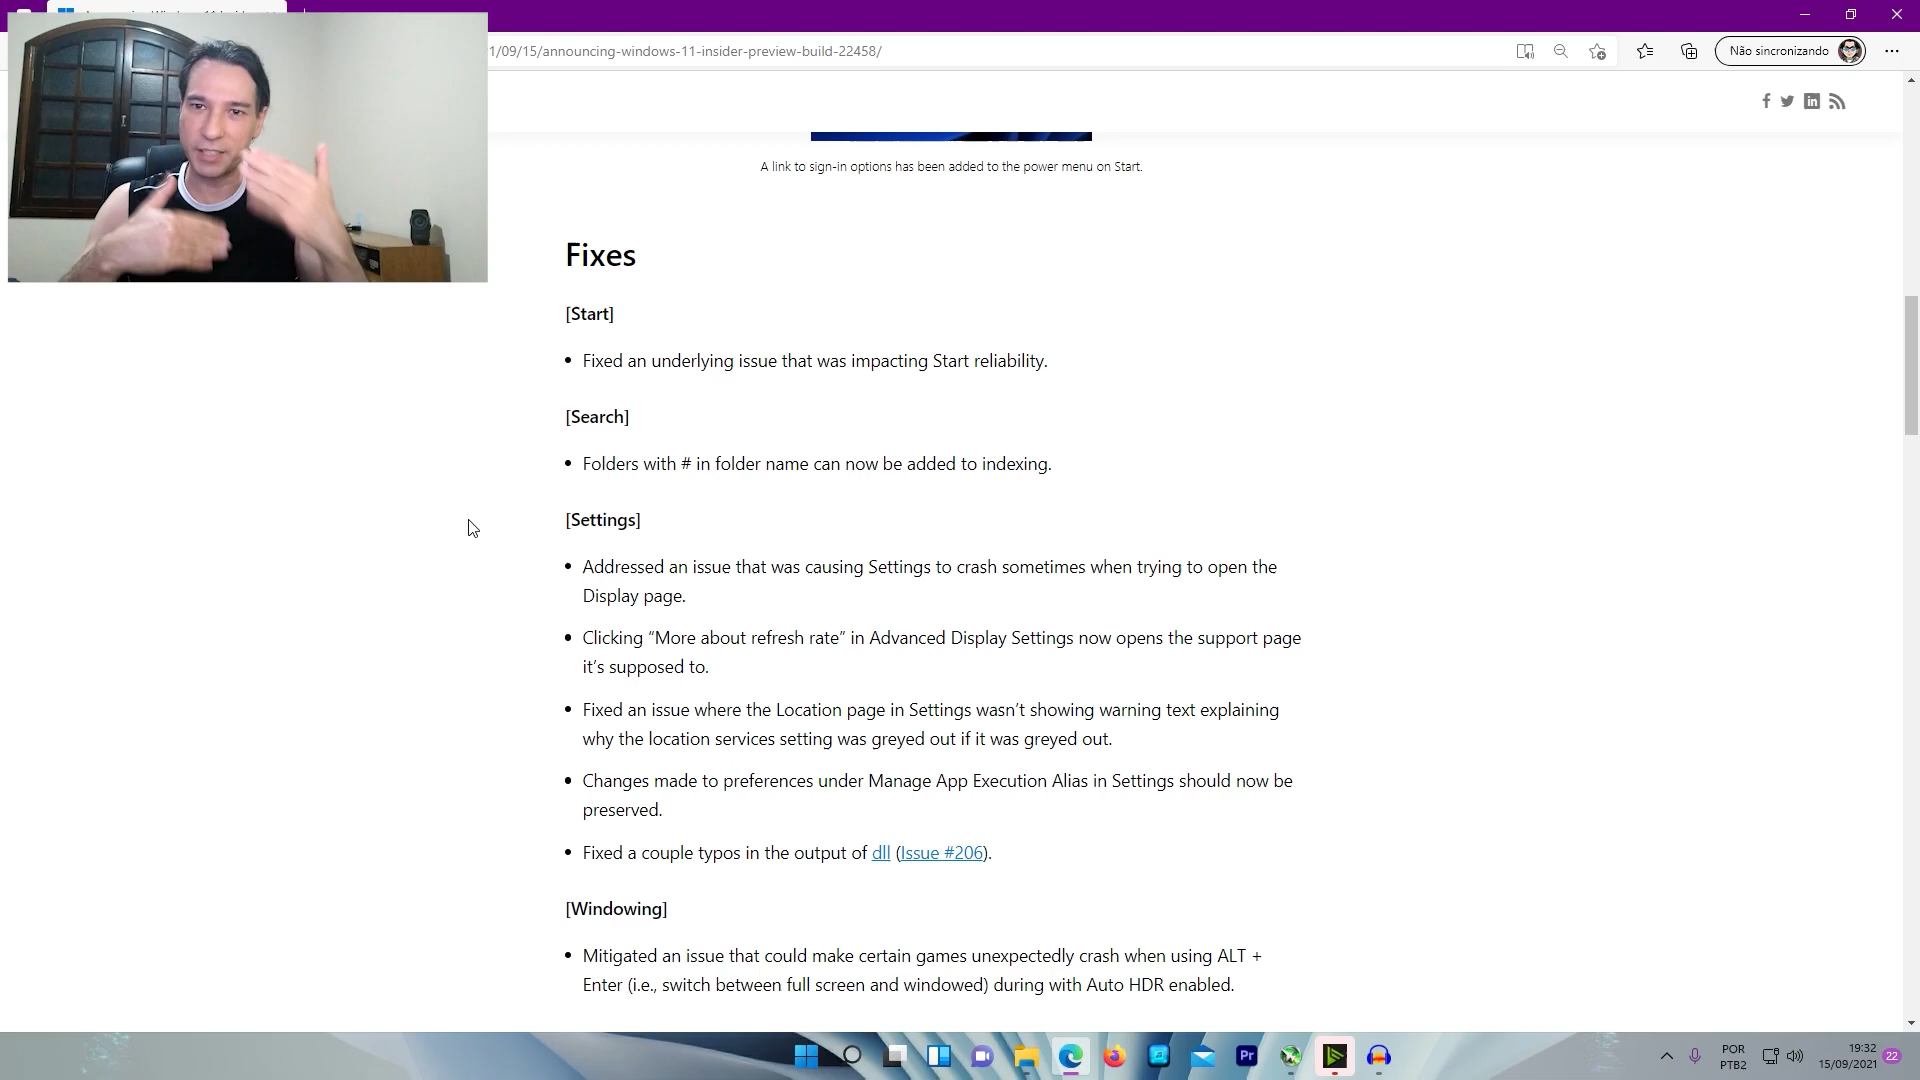 1/09/15/announcing-windows-11-insider-preview-build-22458/
Não sincronizando
A link to sign-in options has been added to the power menu on Start.
Fixes
[Start]
• Fixed an underlying issue that was impacting Start reliability.
[Search]
• Folders with # in folder name can now be added to indexing.
[Settings]
• Addressed an issue that was causing Settings to crash sometimes when trying to open the
Display page.
• Clicking “More about refresh rate” in Advanced Display Settings now opens the support page
it’s supposed to.
• Fixed an issue where the Location page in Settings wasn’t showing warning text explaining
why the location services setting was greyed out if it was greyed out.
• Changes made to preferences under Manage App Execution Alias in Settings should now be
preserved.
• Fixed a couple typos in the output of dll (Issue #206).
[Windowing]
• Mitigated an issue that could make certain games unexpectedly crash when using ALT +
Enter (i.e., switch between full screen and windowed) during with Auto HDR enabled.
Pr
POR
PTB2
19:32
15/09/2021
22